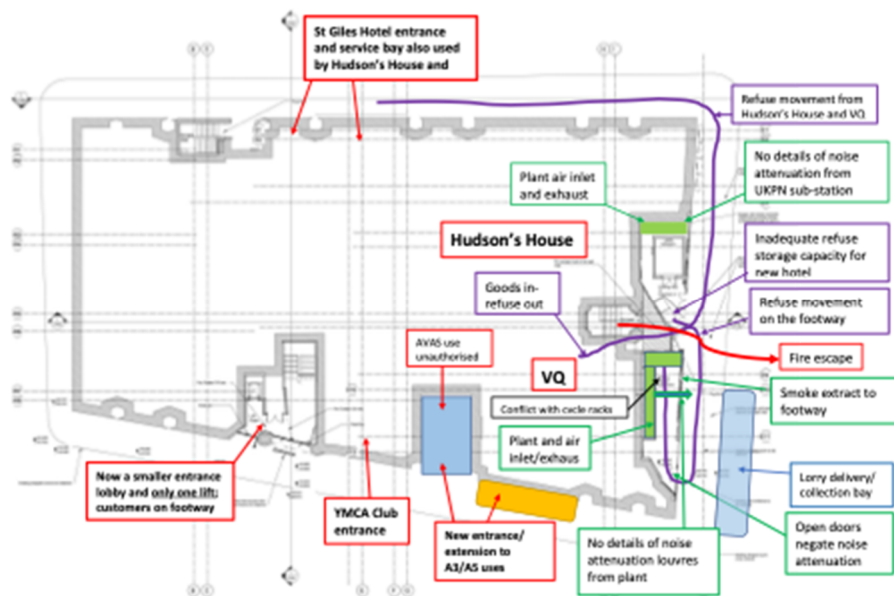 St Giles Hotel entrance
and service bay also used
by Hudson's House and
Refuse movement from
Hudson's House and VQ
Plant air inlet
and exhaust
No details of noise
attenuation from
UKPN sub-station
Hudson's House
Inadequate refuse
storage capacity for
new hotel
Goods in-
refuse out
Refuse movement
on the footway
AVAS use
unauthorised
VQ
Fire escape
Conflict with cycle racks
Smoke extract to
footway
Plant and air
inlet/exhaus
Now a smaller entrance
lobby and only one lift:
customers on footway
YMCA Club
entrance
New entrance/
extension to
A3/A5 uses
No details of noise
attenuation louvres
from plant
Lorry delivery/
collection bay
Open doors
negate noise
attenuation